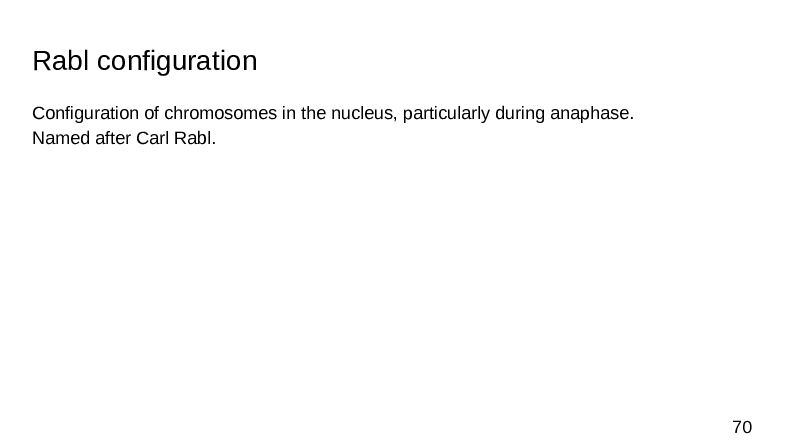 Rabl configuration
Configuration of chromosomes in the nucleus, particularly during anaphase.
Named after Carl Rabl.
70